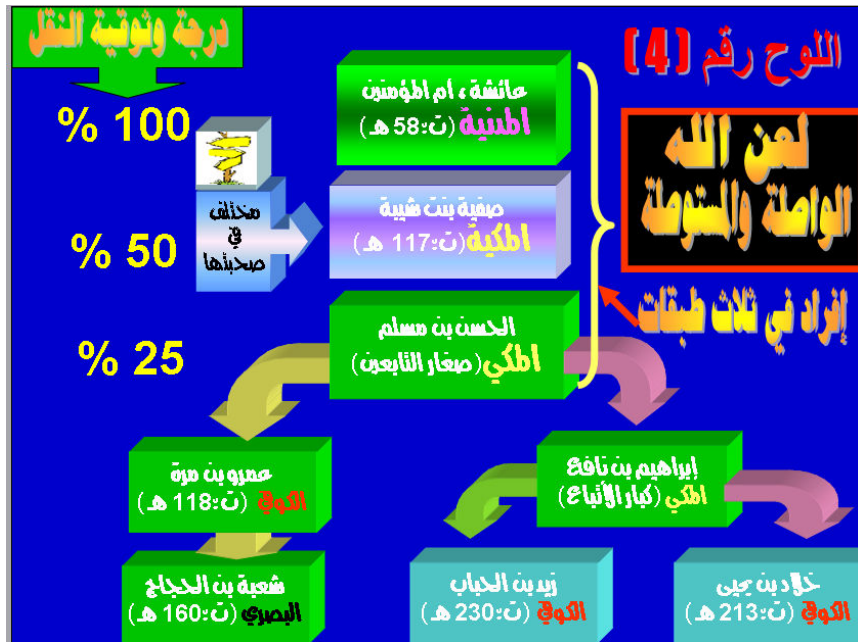 درجة وثوقية النقل
اللوح رقم (4)
لعن الله
الواصلة والمستوصلة
إفراد في ثلاث طبقات
% 100
% 50
% 25
عائشة ، أم المؤمنين
المدنية (ت:58 هـ)
مختلف
في
صحبتها
صفية بنت شيبة
المكية (ت:117 هـ)
الحسن بن مسلم
المكي (صغار التابعين)
إبراهيم بن نافع
المكي (كبار الأتباع)
عمرو بن مرة
الكوفي (ت:118 هـ)
خلاد بن يحيى
الكوفي (ت:213 هـ)
زيد بن الحباب
الكوفي (ت:230 هـ)
شعبة بن الحجاج
البصري (ت:160 هـ)